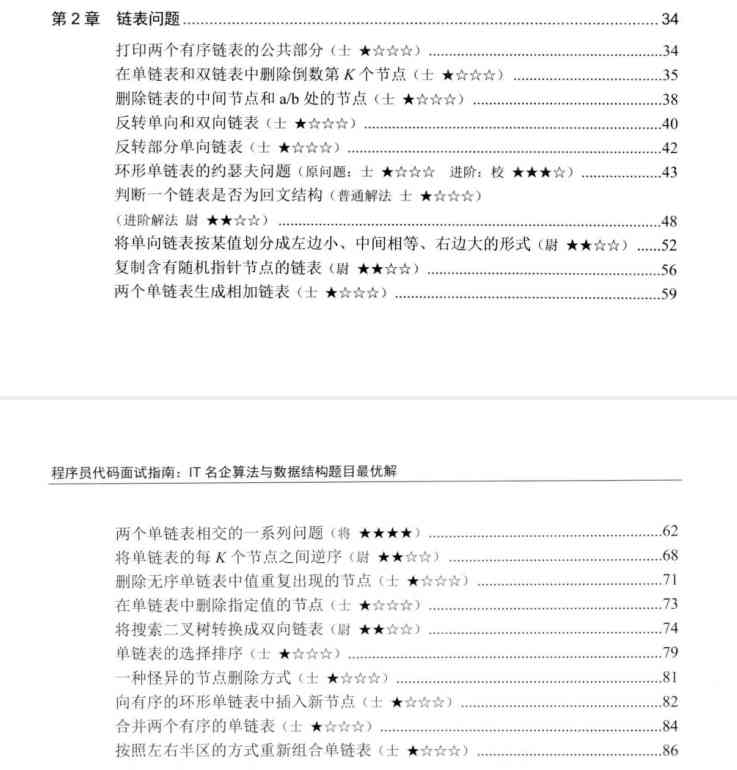 第 2 章 链表问题 ........ 34
打印两个有序链表的公共部分（士 ★☆☆☆） ........ 34
在单链表和双链表中删除倒数第 K 个节点（士 ★☆☆☆） ........ 35
删除链表的中间节点和 a/b 处的节点（士 ★☆☆☆） ........ 38
反转单向和双向链表（士 ★☆☆☆） ........ 40
反转部分单向链表（士 ★☆☆☆） ........ 42
环形单链表的约瑟夫问题（原问题：士 ★☆☆☆ 进阶：校 ★★★☆） ........ 43
判断一个链表是否为回文结构（普通解法 士 ★☆☆☆）
（进阶解法 尉 ★★☆☆） ........ 48
将单向链表按某值划分成左边小、中间相等、右边大的形式（尉 ★★☆☆） ...... 52
复制含有随机指针节点的链表（尉 ★★☆☆） ........ 56
两个单链表生成相加链表（士 ★☆☆☆） ........ 59
程序员代码面试指南：IT 名企算法与数据结构题目最优解
两个单链表相交的一系列问题（将 ★★★★） ........ 62
将单链表的每 K 个节点之间逆序（尉 ★★☆☆） ........ 68
删除无序单链表中值重复出现的节点（士 ★☆☆☆） ........ 71
在单链表中删除指定值的节点（士 ★☆☆☆） ........ 73
将搜索二叉树转换成双向链表（尉 ★★☆☆） ........ 74
单链表的选择排序（士 ★☆☆☆） ........ 79
一种怪异的节点删除方式（士 ★☆☆☆） ........ 81
向有序的环形单链表中插入新节点（士 ★☆☆☆） ........ 82
合并两个有序的单链表（士 ★☆☆☆） ........ 84
按照左右半区的方式重新组合单链表（士 ★☆☆☆） ........ 86